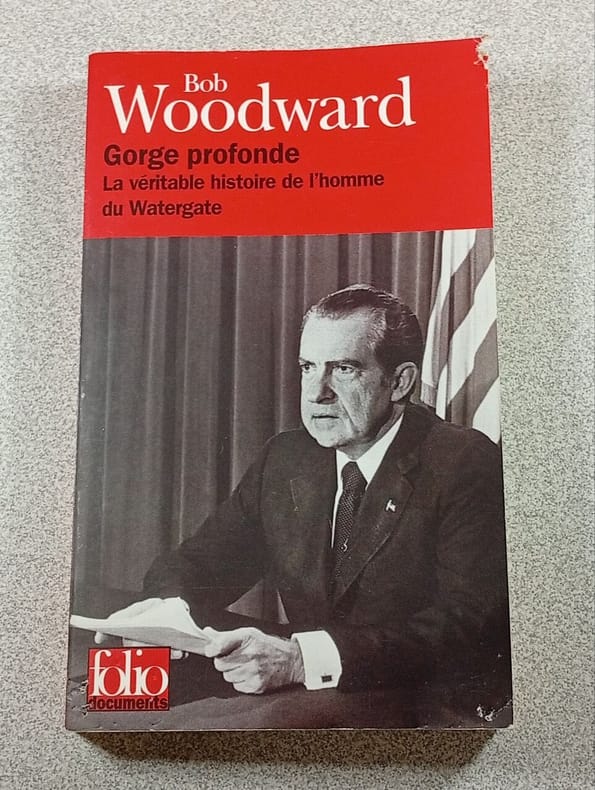 Bob
Woodward
Gorge profonde
La véritable histoire de l'homme
du Watergate
folio
documents